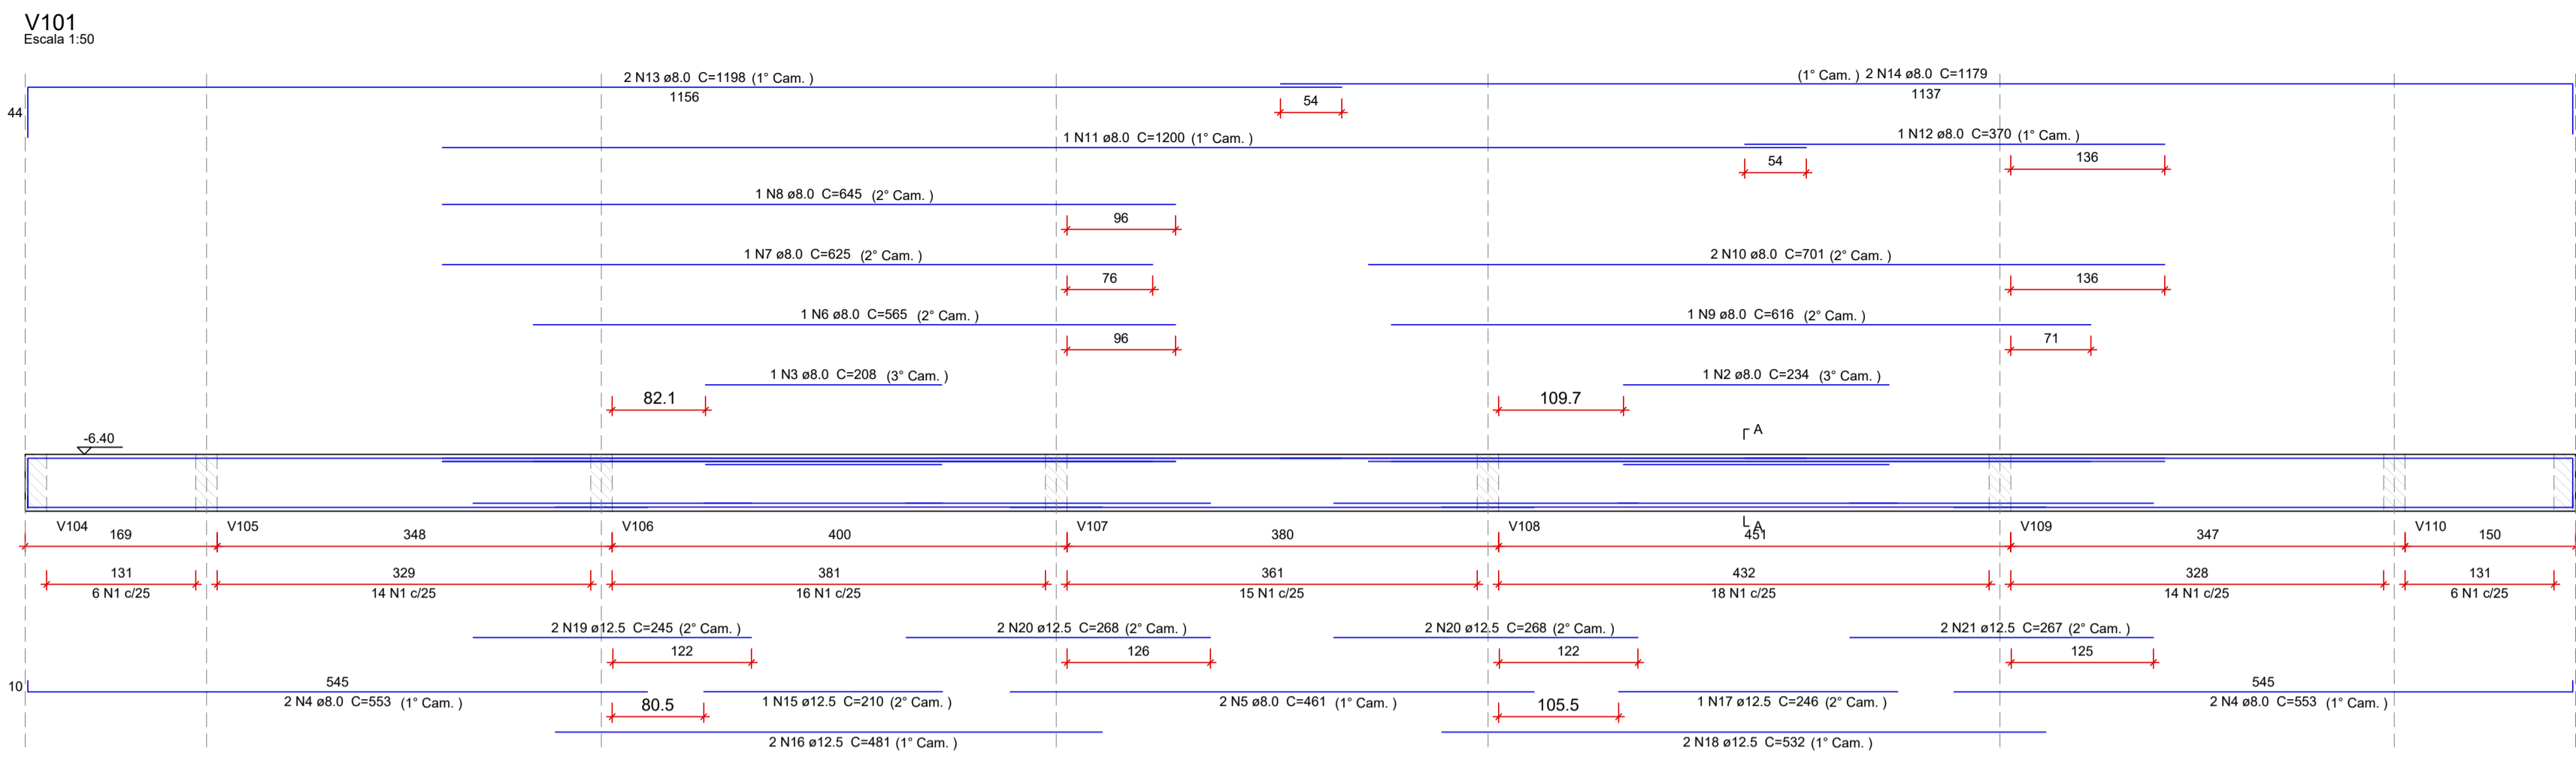 V101
Escala 1:50
2 N13 ø8.0 C=1198 (1° Cam. )
(1° Cam. ) 2 N14 ø8.0 C=1179
1156
54
1137
44
1 N11 ø8.0 C=1200 (1° Cam. )
1 N12 ø8.0 C=370 (1° Cam. )
54
136
1 N8 ø8.0 C=645 (2° Cam. )
96
1 N7 ø8.0 C=625 (2° Cam. )
2 N10 ø8.0 C=701 (2° Cam. )
76
136
1 N6 ø8.0 C=565 (2° Cam. )
1 N9 ø8.0 C=616 (2° Cam. )
96
71
1 N3 ø8.0 C=208 (3° Cam. )
1 N2 ø8.0 C=234 (3° Cam. )
82.1
109.7
A
-6.40
V104
V105
V106
V107
V108
A
V109
V110
169
348
400
380
451
347
150
131
329
381
361
432
328
131
6 N1 c/25
14 N1 c/25
16 N1 c/25
15 N1 c/25
18 N1 c/25
14 N1 c/25
6 N1 c/25
2 N19 ø12.5 C=245 (2° Cam. )
2 N20 ø12.5 C=268 (2° Cam. )
2 N20 ø12.5 C=268 (2° Cam. )
2 N21 ø12.5 C=267 (2° Cam. )
122
126
122
125
10
545
545
2 N4 ø8.0 C=553 (1° Cam. )
80.5
1 N15 ø12.5 C=210 (2° Cam. )
2 N5 ø8.0 C=461 (1° Cam. )
105.5
1 N17 ø12.5 C=246 (2° Cam. )
2 N4 ø8.0 C=553 (1° Cam. )
2 N16 ø12.5 C=481 (1° Cam. )
2 N18 ø12.5 C=532 (1° Cam. )